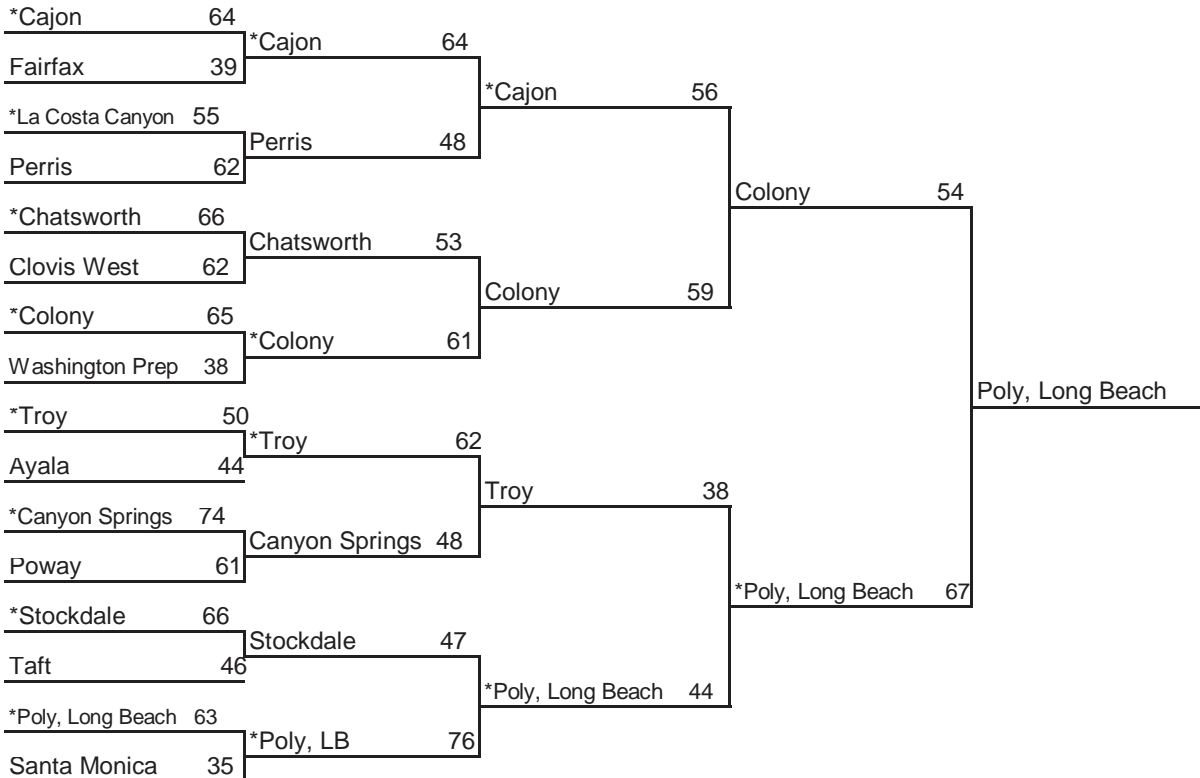 *Cajon 64
Fairfax 39
*La Costa Canyon 55
Perris 62
*Chatsworth 66
Clovis West 62
*Colony 65
Washington Prep 38
*Troy 50
Ayala 44
*Canyon Springs 74
Poway 61
*Stockdale 66
Taft 46
*Poly, Long Beach 63
Santa Monica 35
*Cajon 64
Perris 48
Chatsworth 53
*Colony 61
*Troy 62
Canyon Springs 48
Stockdale 47
*Poly, LB 76
*Cajon 56
Colony 59
Troy 38
*Poly, Long Beach 44
Colony 54
*Poly, Long Beach 67
Poly, Long Beach